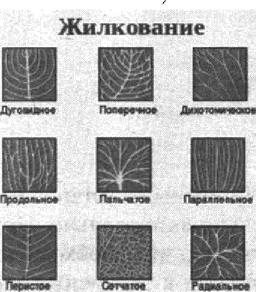 Жилкование
Дуговидное Поперечное Дихотомическое
Продольное Пальчатое Параллельное
Перистое Сетчатое Радиальное